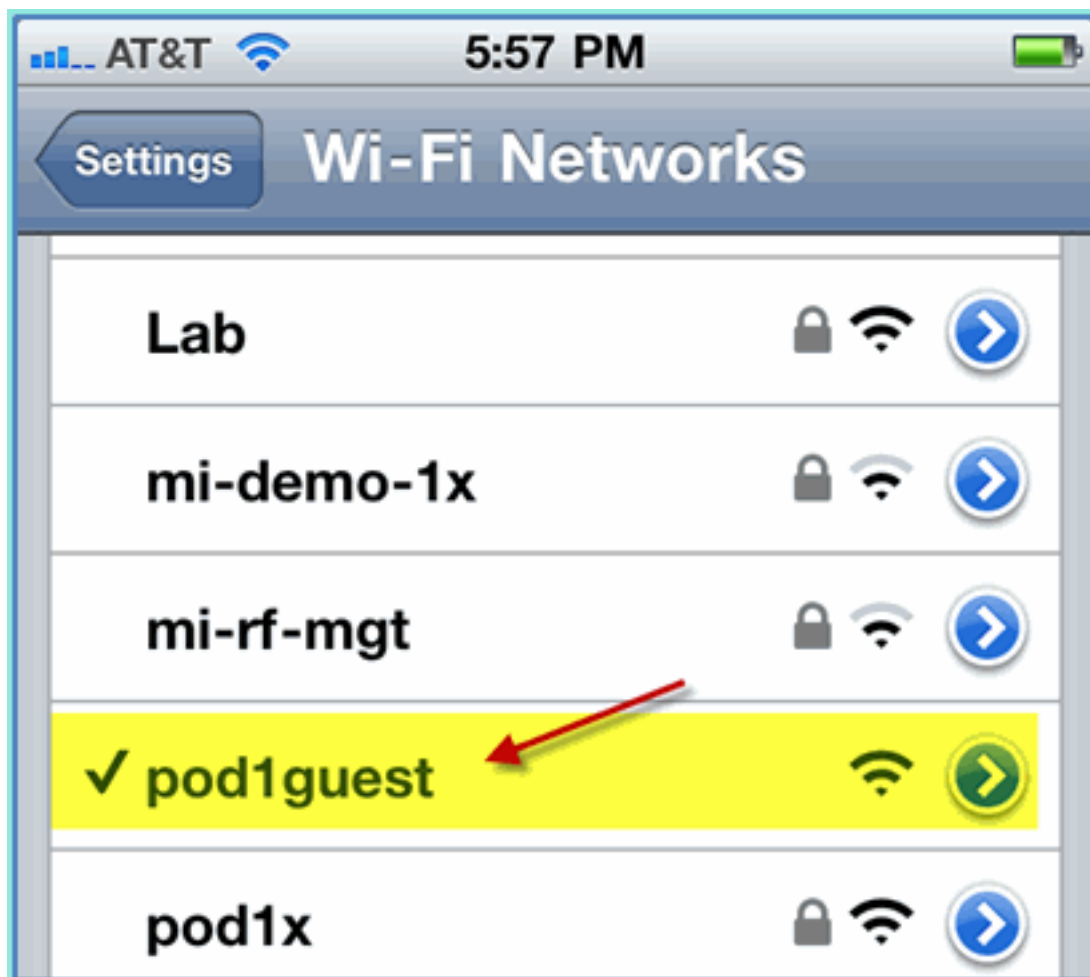 AT&T 5:57 PM
Settings Wi-Fi Networks
Lab
mi-demo-1x
mi-rf-mgt
✓ pod1guest
pod1x